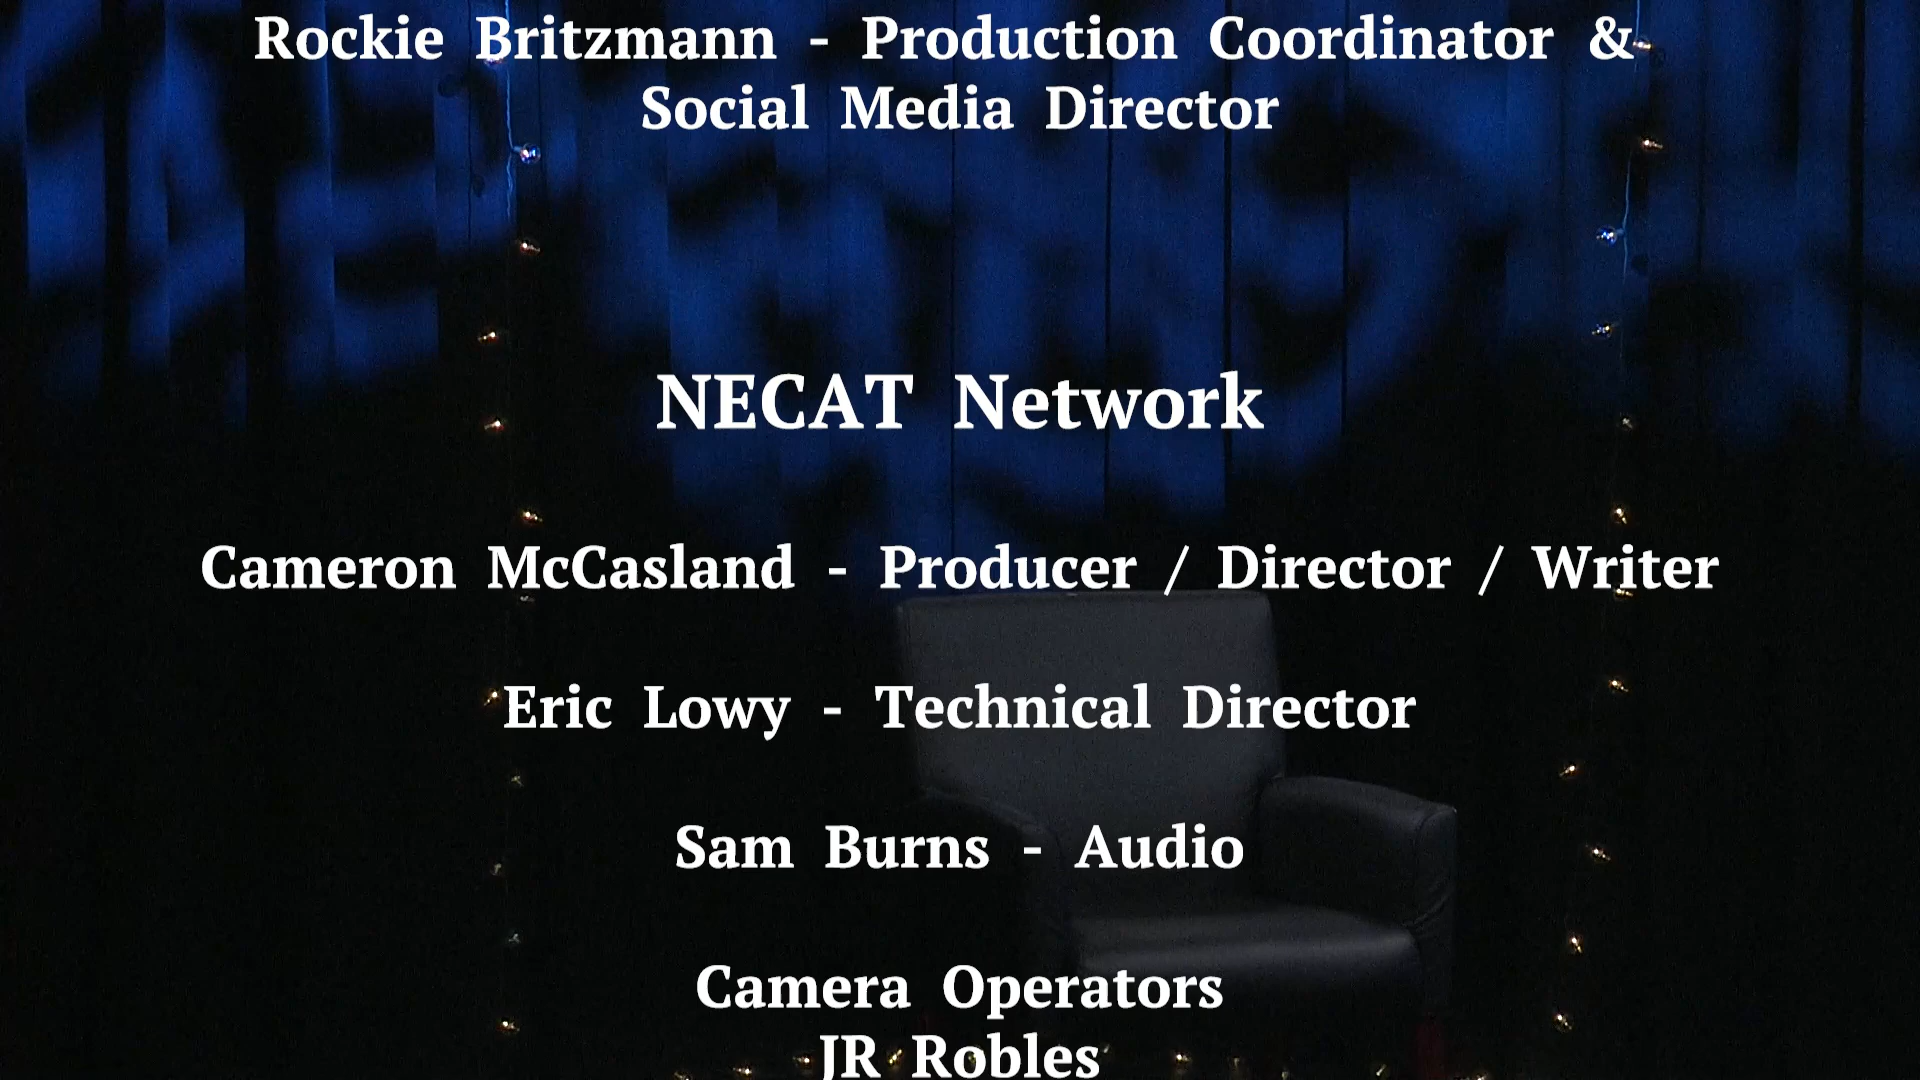 Rockie Britzmann - Production Coordinator &
Social Media Director
NECAT Network
Cameron McCasland - Producer / Director / Writer
Eric Lowy - Technical Director
Sam Burns - Audio
Camera Operators
JR Robles